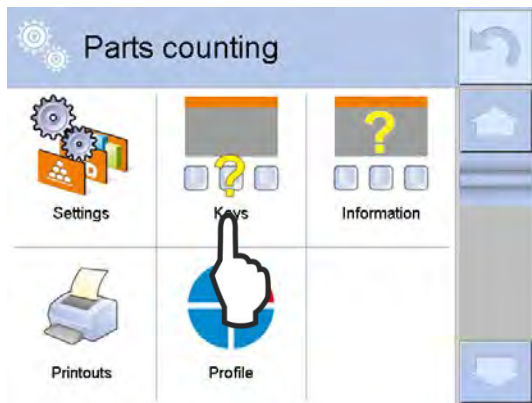 Parts counting
? ?
Settings Keys Information
Printouts Profile